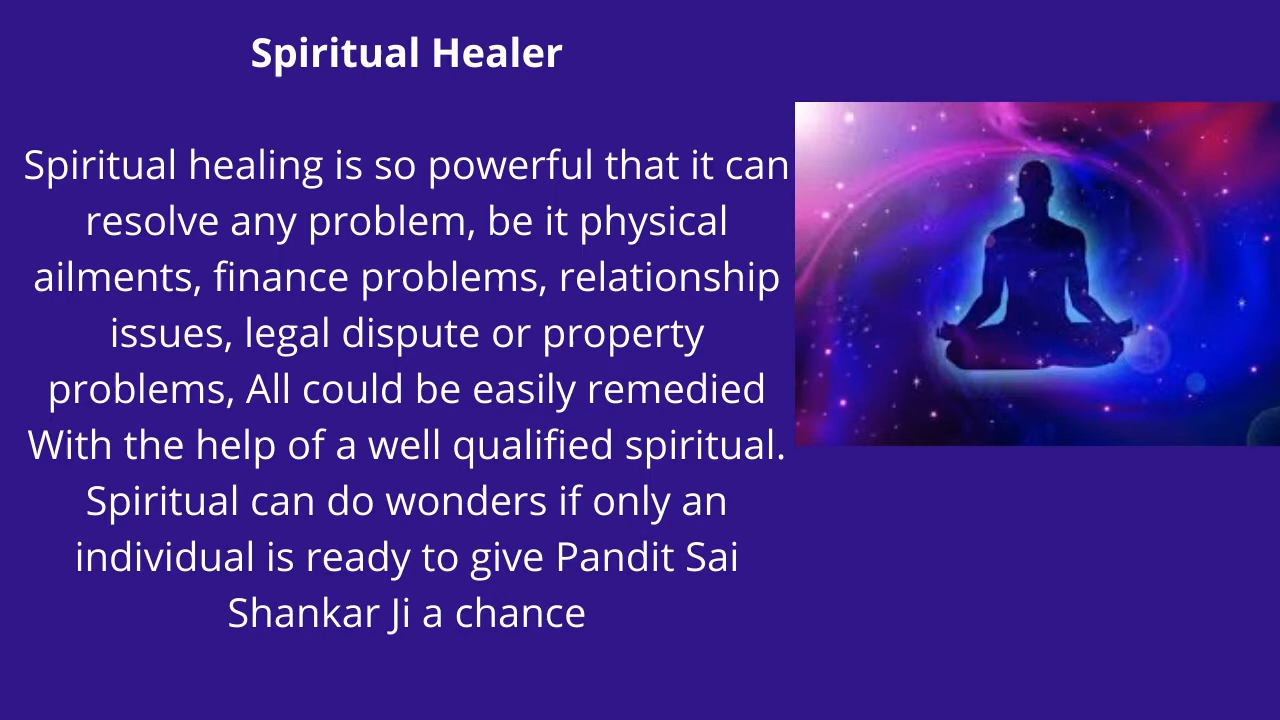 Spiritual Healer
Spiritual healing is so powerful that it can
resolve any problem, be it physical
ailments, finance problems, relationship
issues, legal dispute or property
problems, All could be easily remedied
With the help of a well qualified spiritual.
Spiritual can do wonders if only an
individual is ready to give Pandit Sai
Shankar Ji a chance